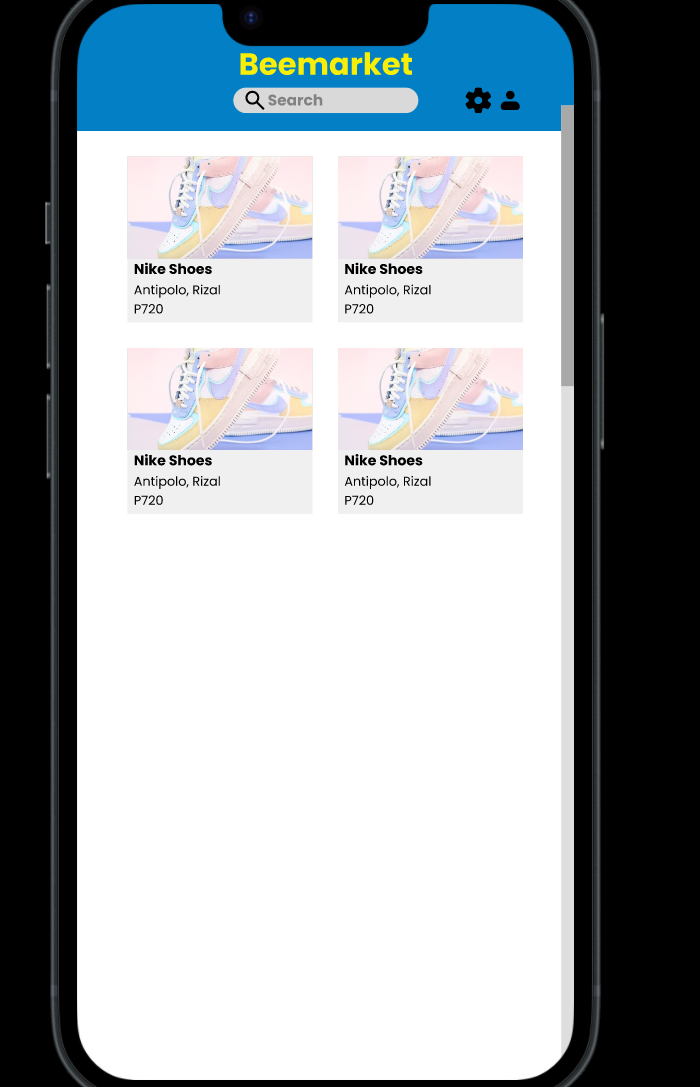 Beemarket
Search
Nike Shoes
Antipolo, Rizal
P720
Nike Shoes
Antipolo, Rizal
P720
Nike Shoes
Antipolo, Rizal
P720
Nike Shoes
Antipolo, Rizal
P720